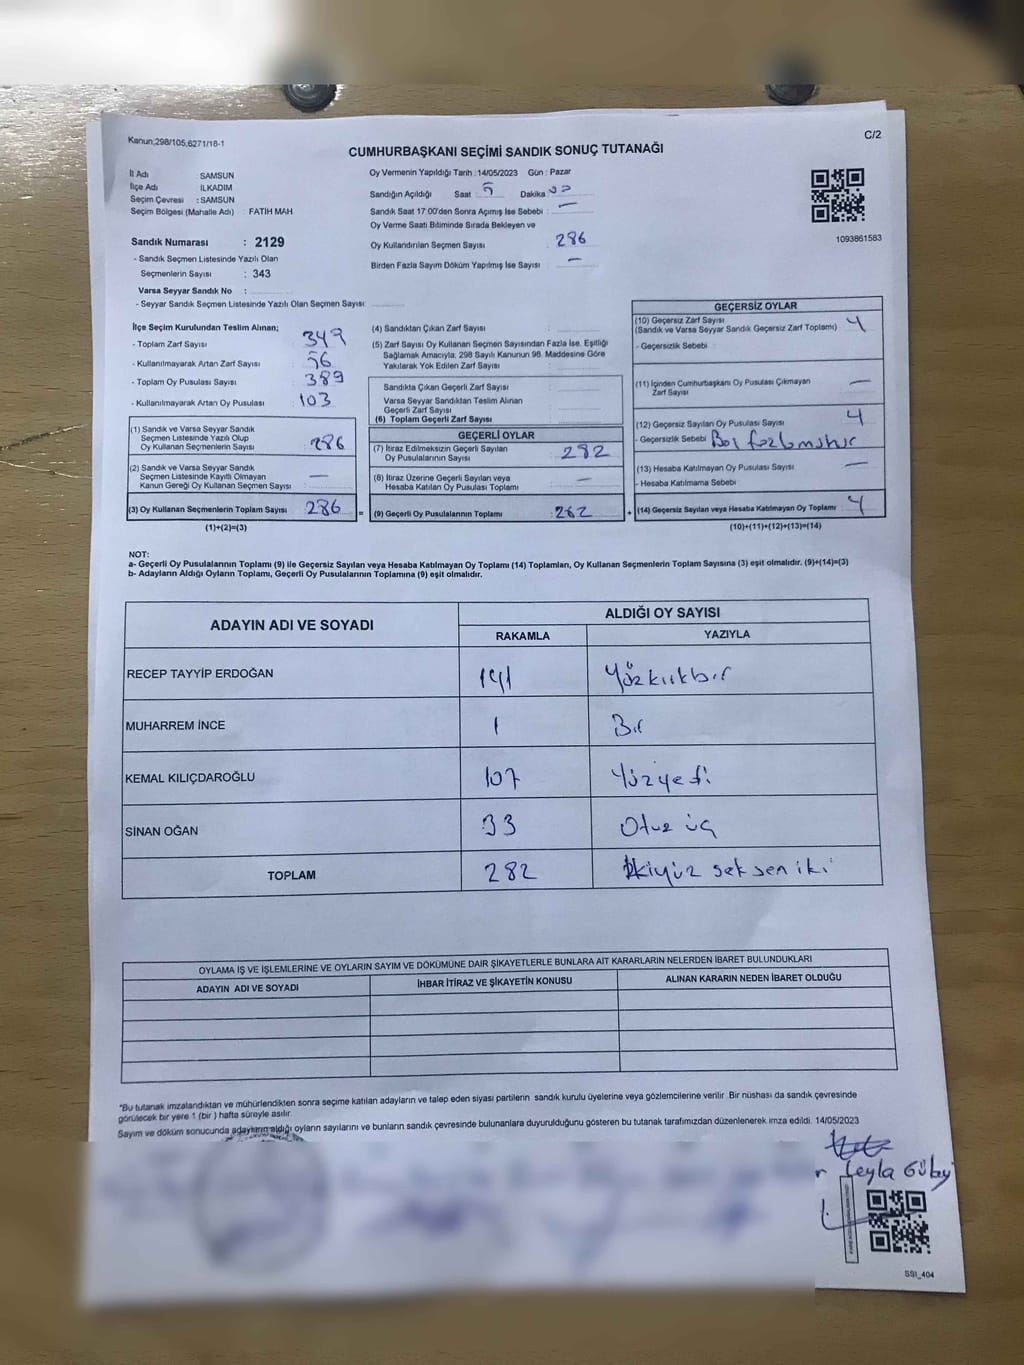 Kanun;298/105,6271/18-1
C/2
CUMHURBAŞKANI SEÇİMİ SANDIK SONUÇ TUTANAĞI
İl Adı SAMSUN
İlçe Adı İLKADIM
Seçim Çevresi : SAMSUN
Seçim Bölgesi (Mahalle Adı) : FATİH MAH
Sandık Numarası : 2129
- Sandık Seçmen Listesinde Yazılı Olan
Seçmenlerin Sayısı : 343
Varsa Seyyar Sandık No :
- Seyyar Sandık Seçmen Listesinde Yazılı Olan Seçmen Sayısı:
Oy Vermenin Yapıldığı Tarih :14/05/2023 Gün : Pazar
Sandığın Açıldığı Saat : 5 Dakika :
Sandık Saat 17:00'den Sonra Açımış İse Sebebi : —
Oy Verme Saati Bitiminde Sırada Bekleyen ve
Oy Kullandırılan Seçmen Sayısı : 286
Birden Fazla Sayım Döküm Yapılmış İse Sayısı : —
1093861583
İlçe Seçim Kurulundan Teslim Alınan;
- Toplam Zarf Sayısı
- Kullanılmayarak Artan Zarf Sayısı : 56
- Toplam Oy Pusulası Sayısı : 389
- Kullanılmayarak Artan Oy Pusulası : 103
(1) Sandık ve Varsa Seyyar Sandık
Seçmen Listesinde Yazılı Olup
Oy Kullanan Seçmenlerin Sayısı : 286
(2) Sandık ve Varsa Seyyar Sandık
Seçmen Listesinde Kayıtlı Olmayan
Kanun Gereği Oy Kullanan Seçmen Sayısı : —
(3) Oy Kullanan Seçmenlerin Toplam Sayısı : 286 =
(1)+(2)=(3)
(4) Sandıktan Çıkan Zarf Sayısı :
(5) Zarf Sayısı Oy Kullanan Seçmen Sayısından Fazla İse, Eşitliği
Sağlamak Amacıyla, 298 Sayılı Kanunun 98. Maddesine Göre
Yakılarak Yok Edilen Zarf Sayısı :
Sandıkta Çıkan Geçerli Zarf Sayısı :
Varsa Seyyar Sandıktan Teslim Alınan
Geçerli Zarf Sayısı
(6) Toplam Geçerli Zarf Sayısı :
GEÇERLİ OYLAR
(7) İtiraz Edilmeksizin Geçerli Sayılan
Oy Pusulalarının Sayısı : 282
(8) İtiraz Üzerine Geçerli Sayılan veya
Hesaba Katılan Oy Pusulası Toplamı : —
(9) Geçerli Oy Pusulalarının Toplamı : 282 +
GEÇERSİZ OYLAR
(10) Geçersiz Zarf Sayısı : 4
(Sandık ve Varsa Seyyar Sandık Geçersiz Zarf Toplamı)
- Geçersizlik Sebebi :
(11) İçinden Cumhurbaşkanı Oy Pusulası Çıkmayan : —
Zarf Sayısı
(12) Geçersiz Sayılan Oy Pusulası Sayısı : 4
- Geçersizlik Sebebi
(13) Hesaba Katılmayan Oy Pusulası Sayısı : —
- Hesaba Katılmama Sebebi
(14) Geçersiz Sayılan veya Hesaba Katılmayan Oy Toplamı : 4
(10)+(11)+(12)+(13)=(14)
NOT:
a- Geçerli Oy Pusulalarının Toplamı (9) ile Geçersiz Sayılan veya Hesaba Katılmayan Oy Toplamı (14) Toplamları, Oy Kullanan Seçmenlerin Toplam Sayısına (3) eşit olmalıdır. (9)+(14)=(3)
b- Adayların Aldığı Oyların Toplamı, Geçerli Oy Pusulalarının Toplamına (9) eşit olmalıdır.
ADAYIN ADI VE SOYADI
ALDIĞI OY SAYISI
RAKAMLA YAZIYLA
RECEP TAYYİP ERDOĞAN 141 Yüzkırkbir
MUHARREM İNCE 1 Bir
KEMAL KILIÇDAROĞLU 107 Yüzyedi
SİNAN OĞAN 33 Otuz üç
TOPLAM 282 İkiyüz seksen iki
OYLAMA İŞ VE İŞLEMLERİNE VE OYLARIN SAYIM VE DÖKÜMÜNE DAİR ŞİKAYETLERLE BUNLARA AİT KARARLARIN NELERDEN İBARET BULUNDUKLARI
ADAYIN ADI VE SOYADI İHBAR İTİRAZ VE ŞİKAYETİN KONUSU ALINAN KARARIN NEDEN İBARET OLDUĞU
*Bu tutanak imzalandıktan ve mühürlendikten sonra seçime katılan adayların ve talep eden siyasi partilerin sandık kurulu üyelerine veya gözlemcilerine verilir. Bir nüshası da sandık çevresinde
görülecek bir yere 1 (bir ) hafta süreyle asılır.
Sayım ve döküm sonucunda adayların aldığı oyların sayılarını ve bunların sandık çevresinde bulunanlara duyurulduğunu gösteren bu tutanak tarafımızdan düzenlenerek imza edildi. 14/05/2023
Leyla
SSI_404